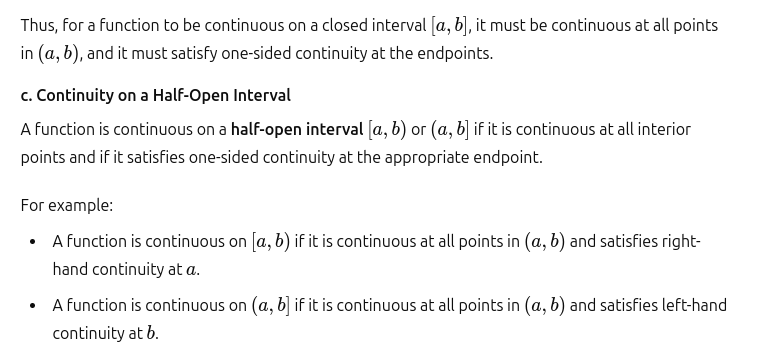 Thus, for a function to be continuous on a closed interval [a, b], it must be continuous at all points
in (a, b), and it must satisfy one-sided continuity at the endpoints.
c. Continuity on a Half-Open Interval
A function is continuous on a half-open interval [a, b) or (a, b] if it is continuous at all interior
points and if it satisfies one-sided continuity at the appropriate endpoint.
For example:
• A function is continuous on [a, b) if it is continuous at all points in (a, b) and satisfies right-
hand continuity at a.
• A function is continuous on (a, b] if it is continuous at all points in (a, b) and satisfies left-hand
continuity at b.